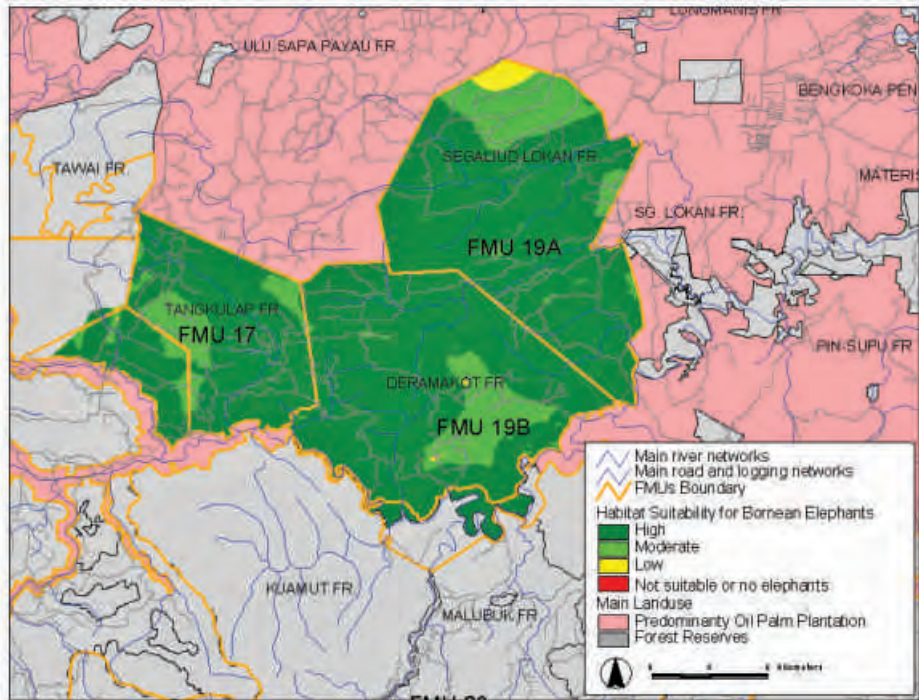 LUNGMANIS FR
ULU SAPA PAYAU FR
BENGKOKA PEN
TAWAI FR
SEGALIUD LOKAN FR
MATERIS
SG. LOKAN FR.
FMU 19A
TANGKULAP FR
FMU 17
PIN-SUPU FR
DERAMAKOT FR
FMU 19B
KUAMUT FR
MALUBUK FR
Main river networks
Main road and logging networks
FMUs Boundary
Habitat Suitability for Bornean Elephants
High
Moderate
Low
Not suitable or no elephants
Main Landuse
Predominanty Oil Palm Plantation
Forest Reserves
Kilometers